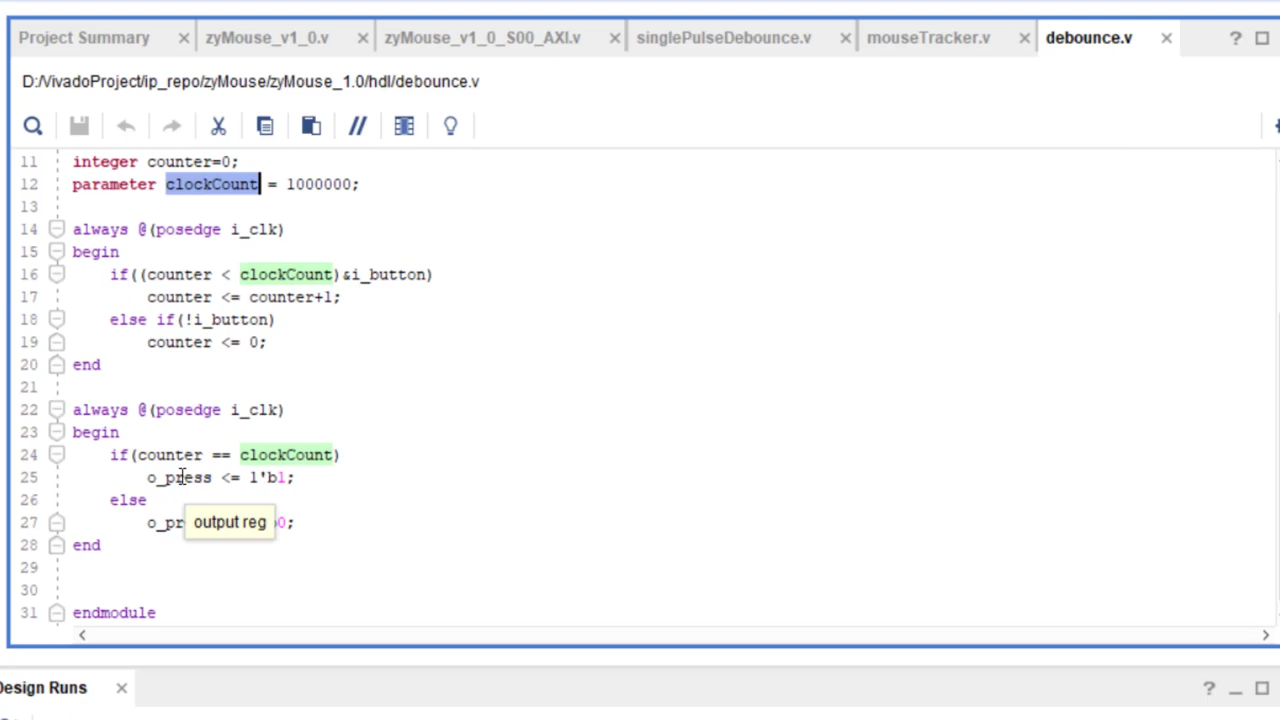 Project Summary zyMouse_v1_0.v zyMouse_v1_0_S00_AXI.v singlePulseDebounce.v mouseTracker.v debounce.v
D:/VivadoProject/ip_repo/zyMouse/zyMouse_1.0/hdl/debounce.v
11 integer counter=0;
12 parameter clockCount = 1000000;
13
14 always @(posedge i_clk)
15 begin
16 if((counter < clockCount)&i_button)
17 counter <= counter+1;
18 else if(!i_button)
19 counter <= 0;
20 end
21
22 always @(posedge i_clk)
23 begin
24 if(counter == clockCount)
25 o_press <= 1'b1;
26 else
27 o_pr 0;
output reg
28 end
29
30
31 endmodule
Design Runs